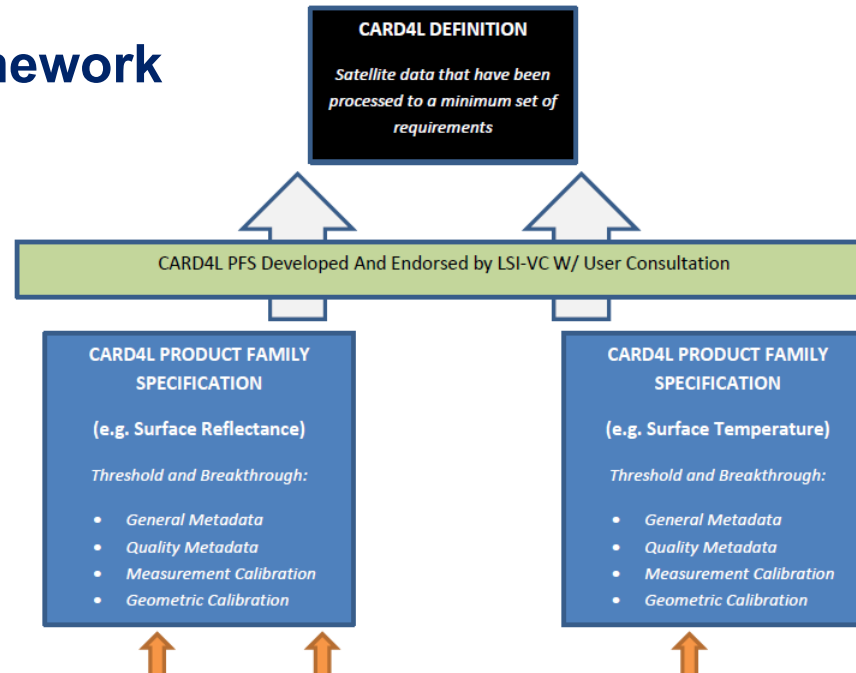 CARD4L DEFINITION
Satellite data that have been
processed to a minimum set of
requirements
CARD4L PFS Developed And Endorsed by LSI-VC W/ User Consultation
CARD4L PRODUCT FAMILY
SPECIFICATION
(e.g. Surface Reflectance)
Threshold and Breakthrough:
• General Metadata
• Quality Metadata
• Measurement Calibration
• Geometric Calibration
CARD4L PRODUCT FAMILY
SPECIFICATION
(e.g. Surface Temperature)
Threshold and Breakthrough:
• General Metadata
• Quality Metadata
• Measurement Calibration
• Geometric Calibration